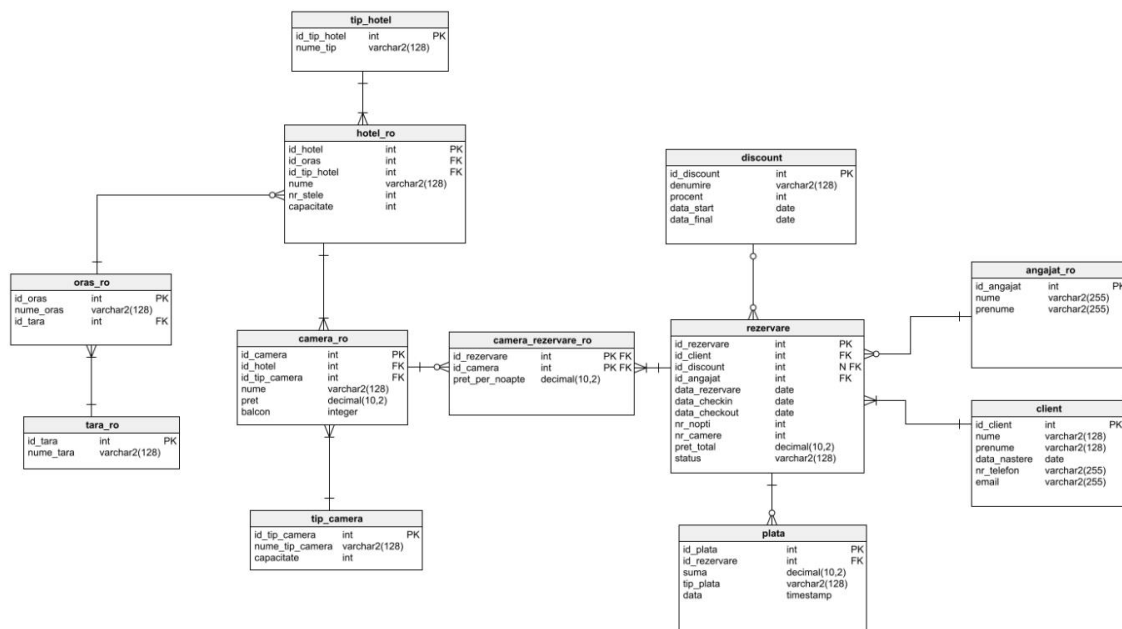 tip_hotel
id_tip_hotel int PK
nume_tip varchar2(128)
hotel_ro
id_hotel int PK
id_oras int FK
id_tip_hotel int FK
nume varchar2(128)
nr_stele int
capacitate int
discount
id_discount int PK
denumire varchar2(128)
procent int
data_start date
data_final date
oras_ro
id_oras int PK
nume_oras varchar2(128)
id_tara int FK
angajat_ro
id_angajat int PK
nume varchar2(255)
prenume varchar2(255)
camera_ro
id_camera int PK
id_hotel int FK
id_tip_camera int FK
nume varchar2(128)
pret decimal(10,2)
balcon integer
camera_rezervare_ro
id_rezervare int PK FK
id_camera int PK FK
pret_per_noapte decimal(10,2)
rezervare
id_rezervare int PK
id_client int FK
id_discount int N FK
id_angajat int FK
data_rezervare date
data_checkin date
data_checkout date
nr_nopti int
nr_camere int
pret_total decimal(10,2)
status varchar2(128)
tara_ro
id_tara int PK
nume_tara varchar2(128)
client
id_client int PK
nume varchar2(128)
prenume varchar2(128)
data_nastere date
nr_telefon varchar2(255)
email varchar2(255)
tip_camera
id_tip_camera int PK
nume_tip_camera varchar2(128)
capacitate int
plata
id_plata int PK
id_rezervare int FK
suma decimal(10,2)
tip_plata varchar2(128)
data timestamp